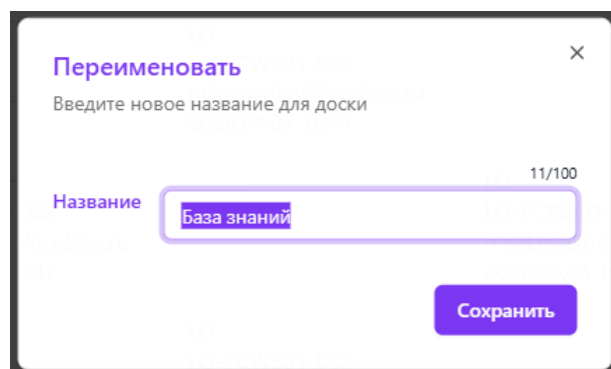 Переименовать
Введите новое название для доски
11/100
Название
База знаний
Сохранить